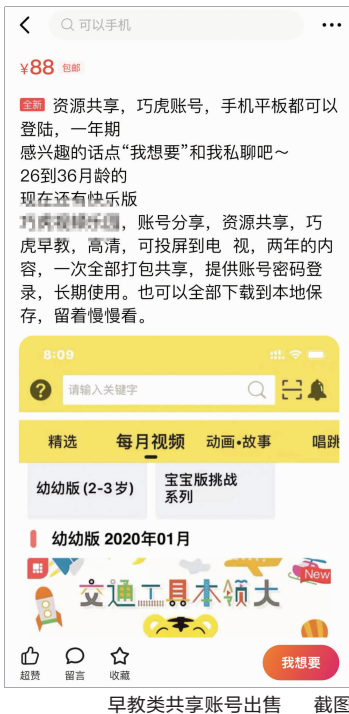 可以手机
¥88 包邮
全新 资源共享，巧虎账号，手机平板都可以
登陆，一年期
感兴趣的话点“我想要”和我私聊吧～
26到36月龄的
现在还有快乐版
，账号分享，资源共享，巧
虎早教，高清，可投屏到电 视，两年的内
容，一次全部打包共享，提供账号密码登
录，长期使用。也可以全部下载到本地保
存，留着慢慢看。
8:09
请输入关键字
精选 每月视频 动画•故事 唱跳
幼幼版 (2-3岁) 宝宝版挑战
系列
幼幼版 2020年01月
New
交通工具本领大
超赞 留言 收藏 我想要
早教类共享账号出售 截图